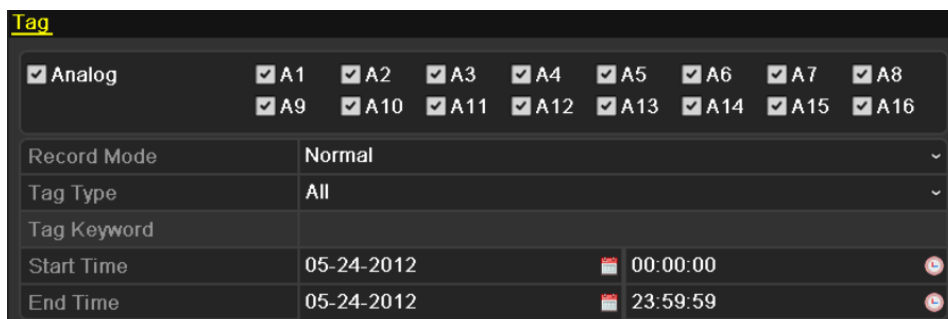 Tag
Analog A1 A2 A3 A4 A5 A6 A7 A8
A9 A10 A11 A12 A13 A14 A15 A16
Record Mode Normal
Tag Type All
Tag Keyword
Start Time 05-24-2012 00:00:00
End Time 05-24-2012 23:59:59